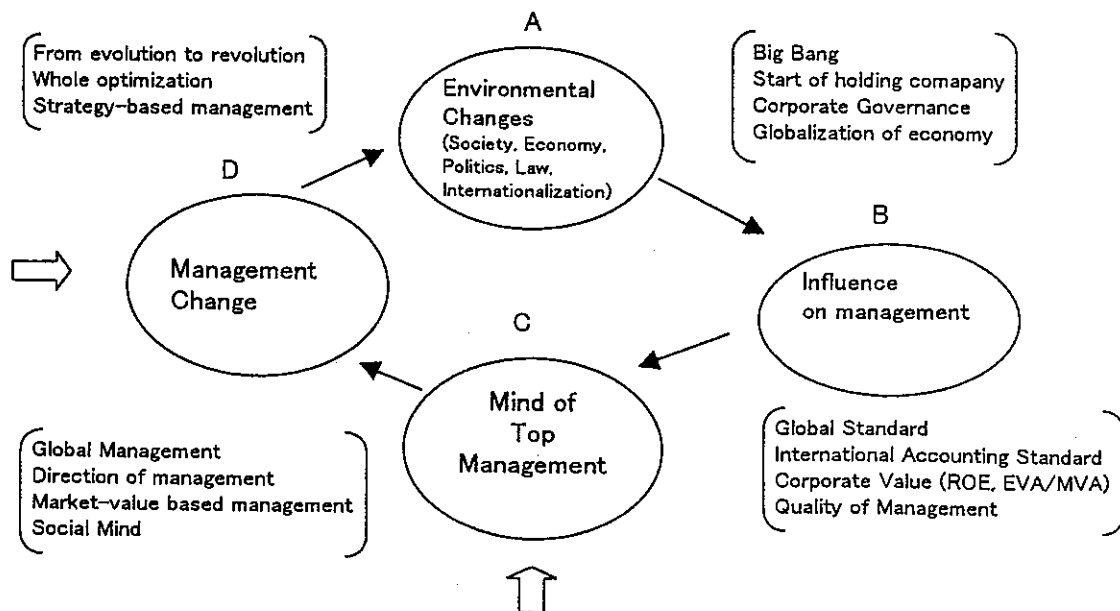 A
From evolution to revolution
Whole optimization
Strategy-based management
Environmental
Changes
(Society, Economy,
Politics, Law,
Internationalization)
Big Bang
Start of holding comapany
Corporate Governance
Globalization of economy
D
Management
Change
B
Influence
on management
C
Mind of
Top
Management
Global Management
Direction of management
Market-value based management
Social Mind
Global Standard
International Accounting Standard
Corporate Value (ROE, EVA/MVA)
Quality of Management